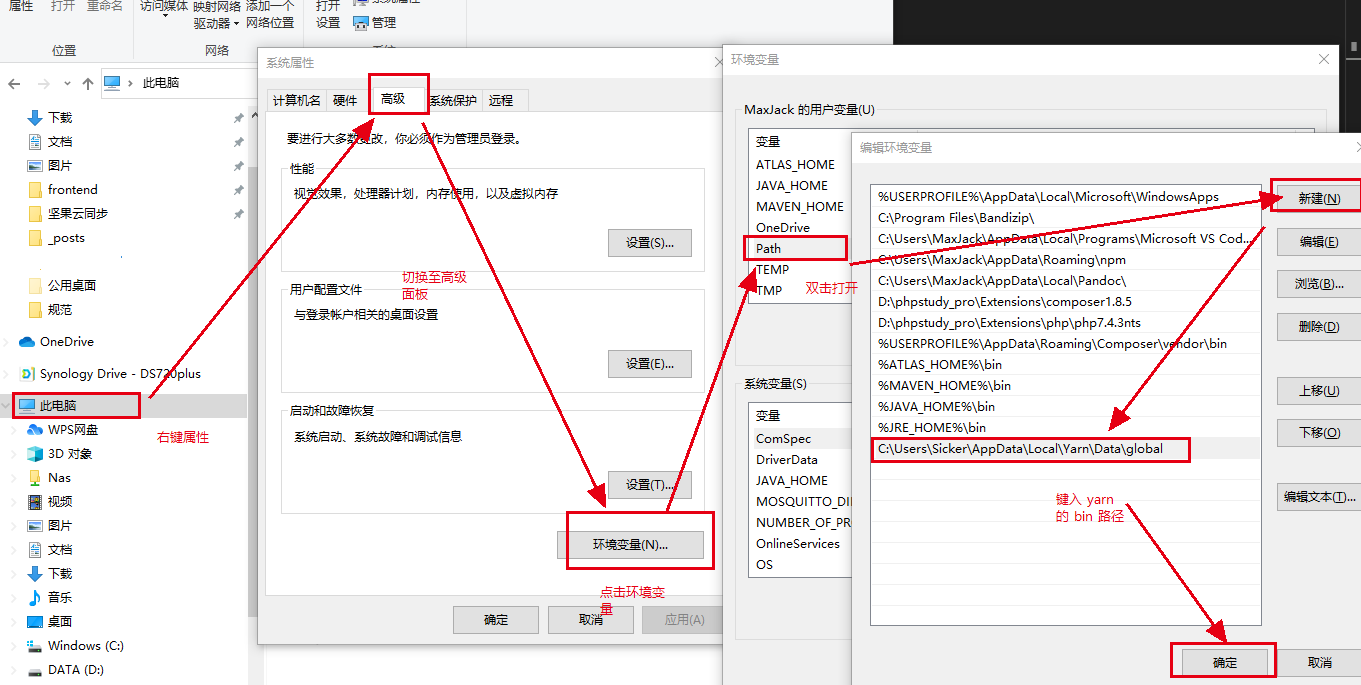 属性
打开
重命名
访问媒体
映射网络
驱动器
添加一个
网络位置
打开
设置
管理
位置
网络
此电脑
下载
文档
图片
frontend
坚果云同步
_posts
公用桌面
规范
OneDrive
Synology Drive - DS720plus
此电脑
右键属性
WPS网盘
3D 对象
Nas
视频
图片
文档
下载
音乐
桌面
Windows (C:)
DATA (D:)
系统属性
计算机名
硬件
高级
系统保护
远程
要进行大多数更改，你必须作为管理员登录。
性能
视觉效果，处理器计划，内存使用，以及虚拟内存
设置(S)...
切换至高级
面板
用户配置文件
与登录帐户相关的桌面设置
设置(E)...
启动和故障恢复
系统启动、系统故障和调试信息
设置(T)...
环境变量(N)...
点击环境变
量
确定
取消
应用(A)
环境变量
MaxJack 的用户变量(U)
变量
ATLAS_HOME
JAVA_HOME
MAVEN_HOME
OneDrive
Path
TEMP
TMP
双击打开
系统变量(S)
变量
ComSpec
DriverData
JAVA_HOME
MOSQUITTO_DI
NUMBER_OF_PR
OnlineServices
OS
编辑环境变量
%USERPROFILE%\AppData\Local\Microsoft\WindowsApps
C:\Program Files\Bandizip\
C:\Users\MaxJack\AppData\Local\Programs\Microsoft VS Cod...
C:\Users\MaxJack\AppData\Roaming\npm
C:\Users\MaxJack\AppData\Local\Pandoc\
D:\phpstudy_pro\Extensions\composer1.8.5
D:\phpstudy_pro\Extensions\php\php7.4.3nts
%USERPROFILE%\AppData\Roaming\Composer\vendor\bin
%ATLAS_HOME%\bin
%MAVEN_HOME%\bin
%JAVA_HOME%\bin
%JRE_HOME%\bin
C:\Users\Sicker\AppData\Local\Yarn\Data\global
键入 yarn
的 bin 路径
新建(N)
编辑(E)
浏览(B)...
删除(D)
上移(U)
下移(O)
编辑文本(T)...
确定
取消